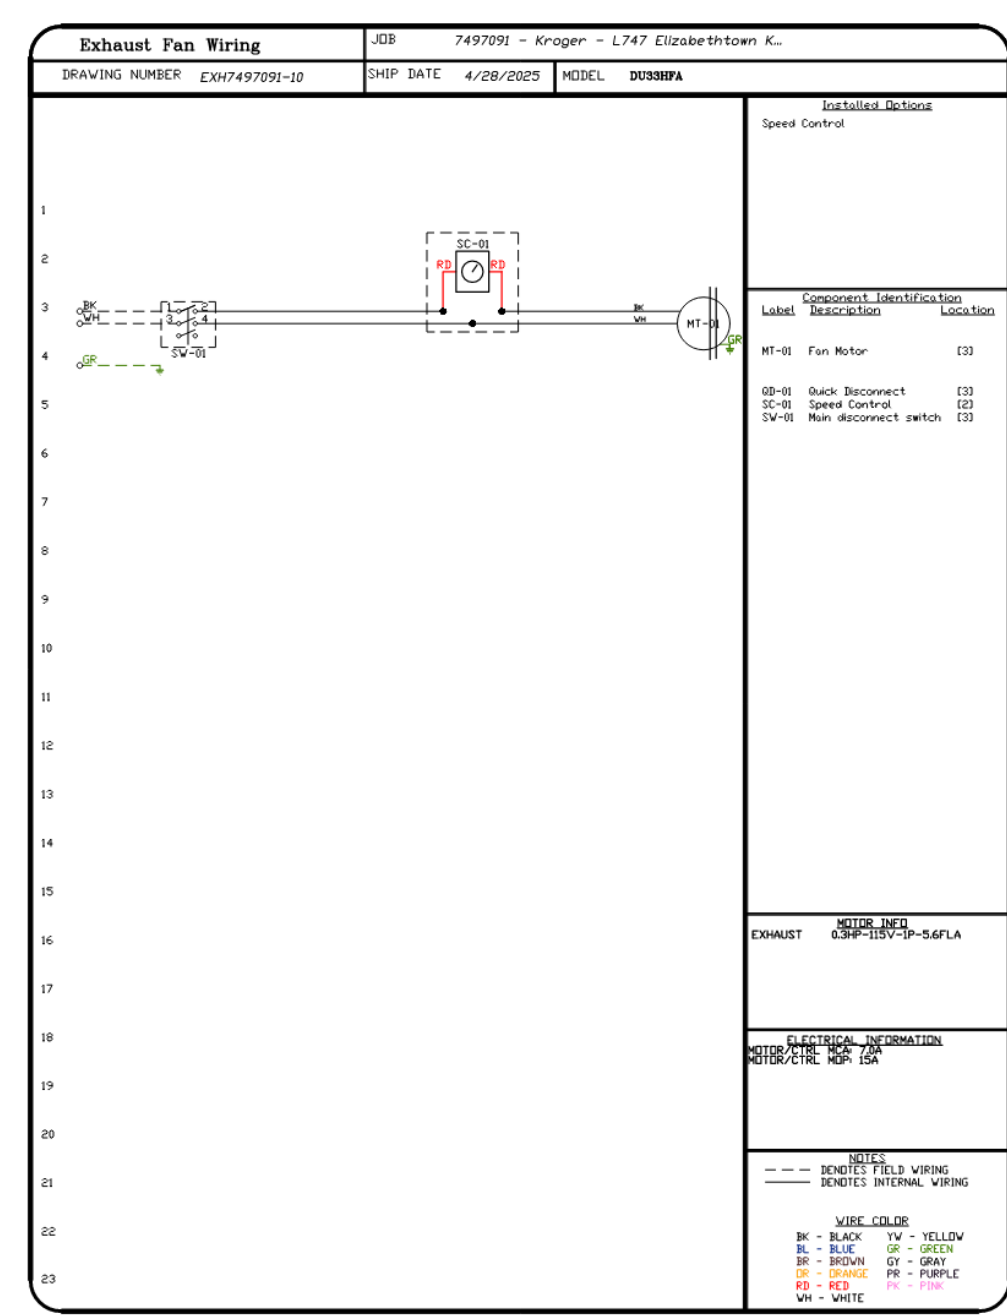 Exhaust Fan Wiring
JOB 7497091 - Kroger - L747 Elizabethtown K...
DRAWING NUMBER EXH7497091-10
SHIP DATE 4/28/2025
MODEL DU33HFA
Installed Options
Speed Control
1
2
3
4
5
6
7
8
9
10
11
12
13
14
15
16
17
18
19
20
21
22
23
SC-01
RD RD
BK
WH
1 2
3 4
SW-01
GR
BK
WH
MT-01
GR
Component Identification
Label Description Location
MT-01 Fan Motor [3]
QD-01 Quick Disconnect [3]
SC-01 Speed Control [2]
SW-01 Main disconnect switch [3]
MOTOR INFO
EXHAUST 0.3HP-115V-1P-5.6FLA
ELECTRICAL INFORMATION
MOTOR/CTRL MCA: 7.0A
MOTOR/CTRL MOP: 15A
NOTES
DENOTES FIELD WIRING
DENOTES INTERNAL WIRING
WIRE COLOR
BK - BLACK YW - YELLOW
BL - BLUE GR - GREEN
BR - BROWN GY - GRAY
OR - ORANGE PR - PURPLE
RD - RED PK - PINK
WH - WHITE